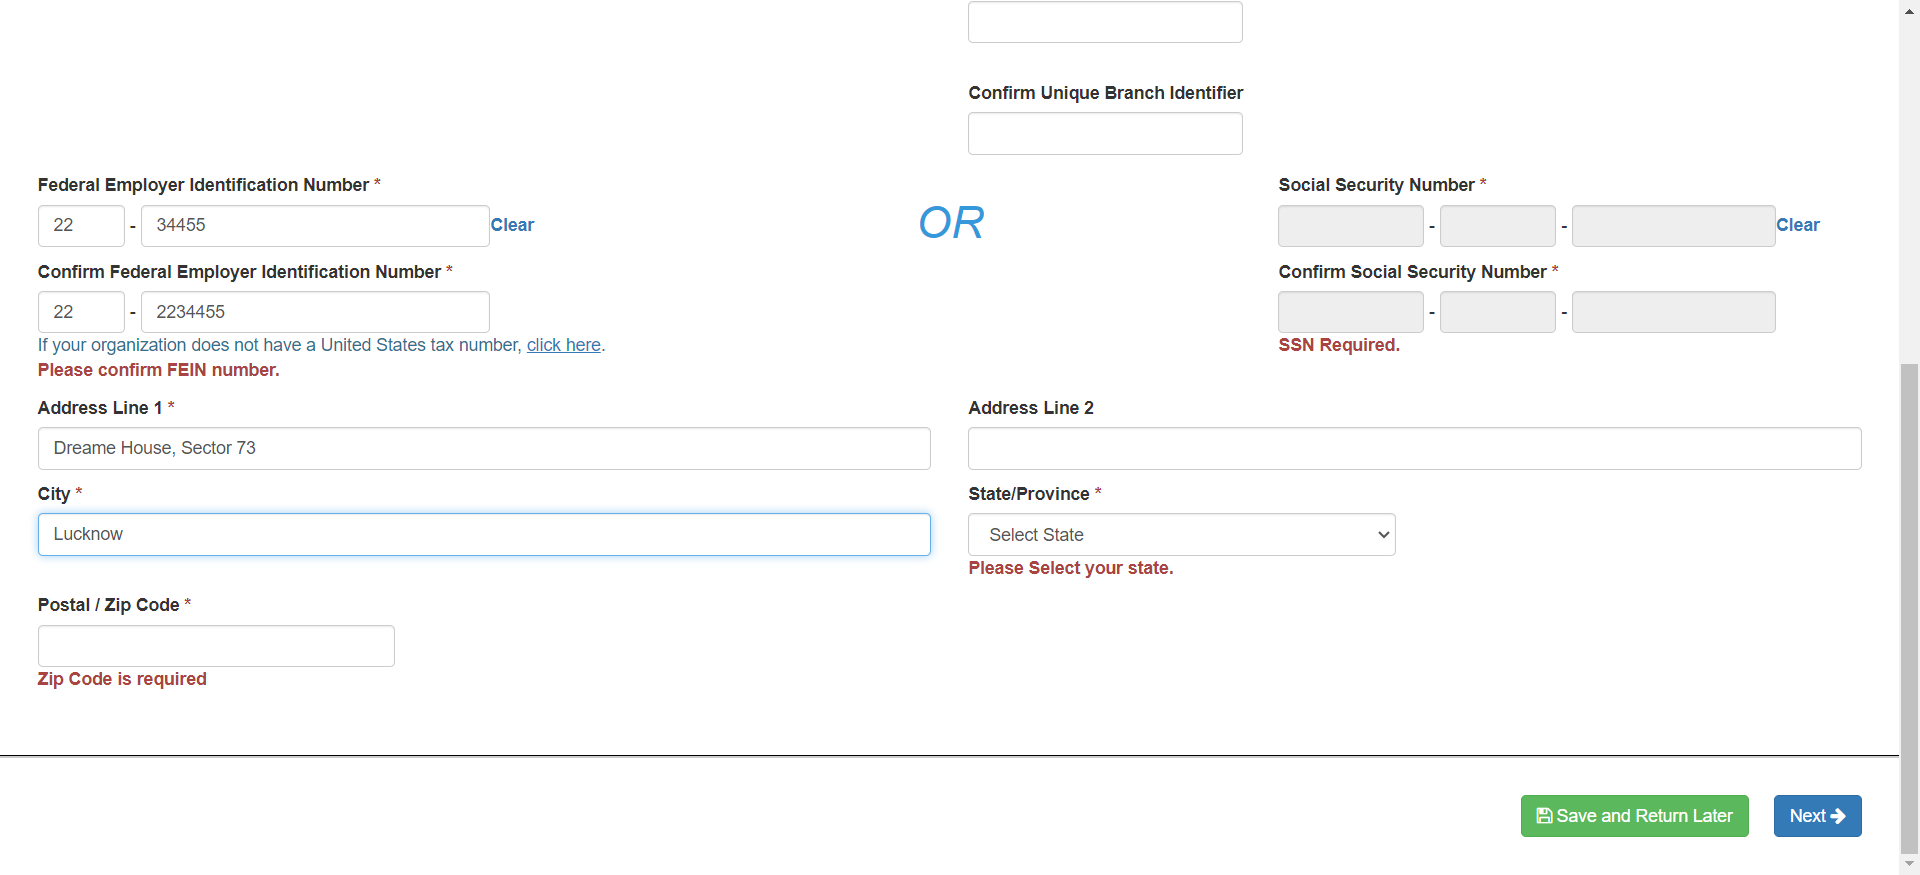 Confirm Unique Branch Identifier
Federal Employer Identification Number *
22 - 34455 Clear
OR
Social Security Number *
- - Clear
Confirm Federal Employer Identification Number *
22 - 2234455
If your organization does not have a United States tax number, click here.
Please confirm FEIN number.
Confirm Social Security Number *
- -
SSN Required.
Address Line 1 *
Dreame House, Sector 73
Address Line 2
City *
Lucknow
State/Province *
Select State
Please Select your state.
Postal / Zip Code *
Zip Code is required
Save and Return Later
Next